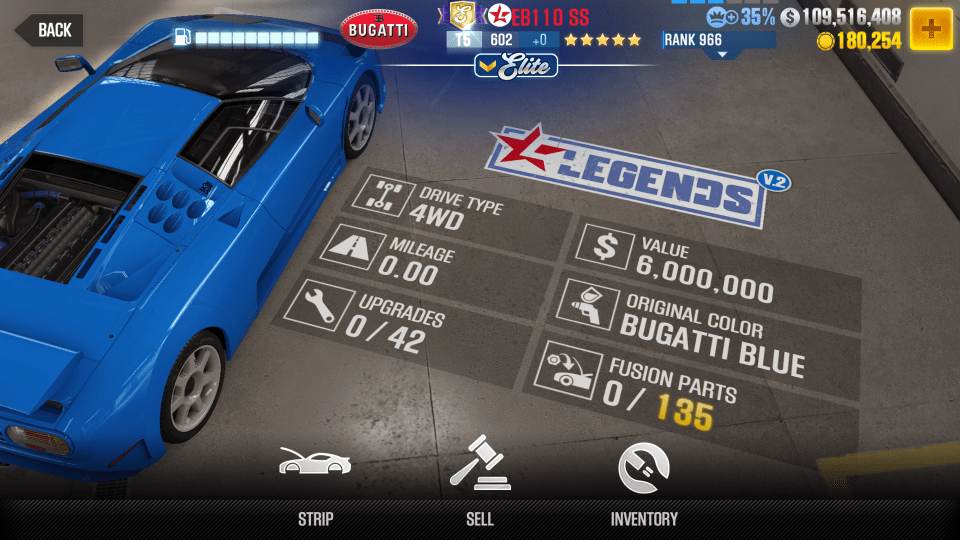 BACK
BUGATTI
EB110 SS
T5 602 +0
Elite
35%
109,516,408
RANK 966
180,254
LEGENDS V.2
DRIVE TYPE
4WD
MILEAGE
0.00
UPGRADES
0 / 42
VALUE
6,000,000
ORIGINAL COLOR
BUGATTI BLUE
FUSION PARTS
0 / 135
STRIP
SELL
INVENTORY